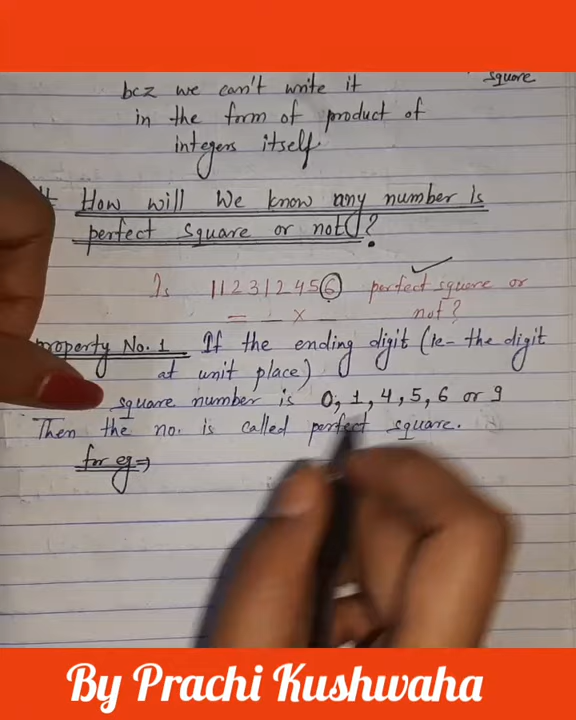 square
bcz we can't write it
in the form of product of
integers itself.
How will We know any number is
perfect square or not?
Is 112312456 perfect square or
= _ x _ not?
Property No. 1 If the ending digit (ie- the digit
at unit place)
square number is 0, 1, 4, 5, 6 or 9
Then the no. is called perfect square.
for eg⇒
By Prachi Kushwaha